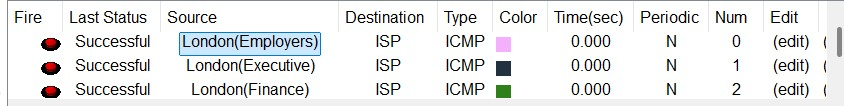 Fire Last Status Source Destination Type Color Time(sec) Periodic Num Edit
Successful London(Employers) ISP ICMP 0.000 N 0 (edit) (
Successful London(Executive) ISP ICMP 0.000 N 1 (edit) (
Successful London(Finance) ISP ICMP 0.000 N 2 (edit) (